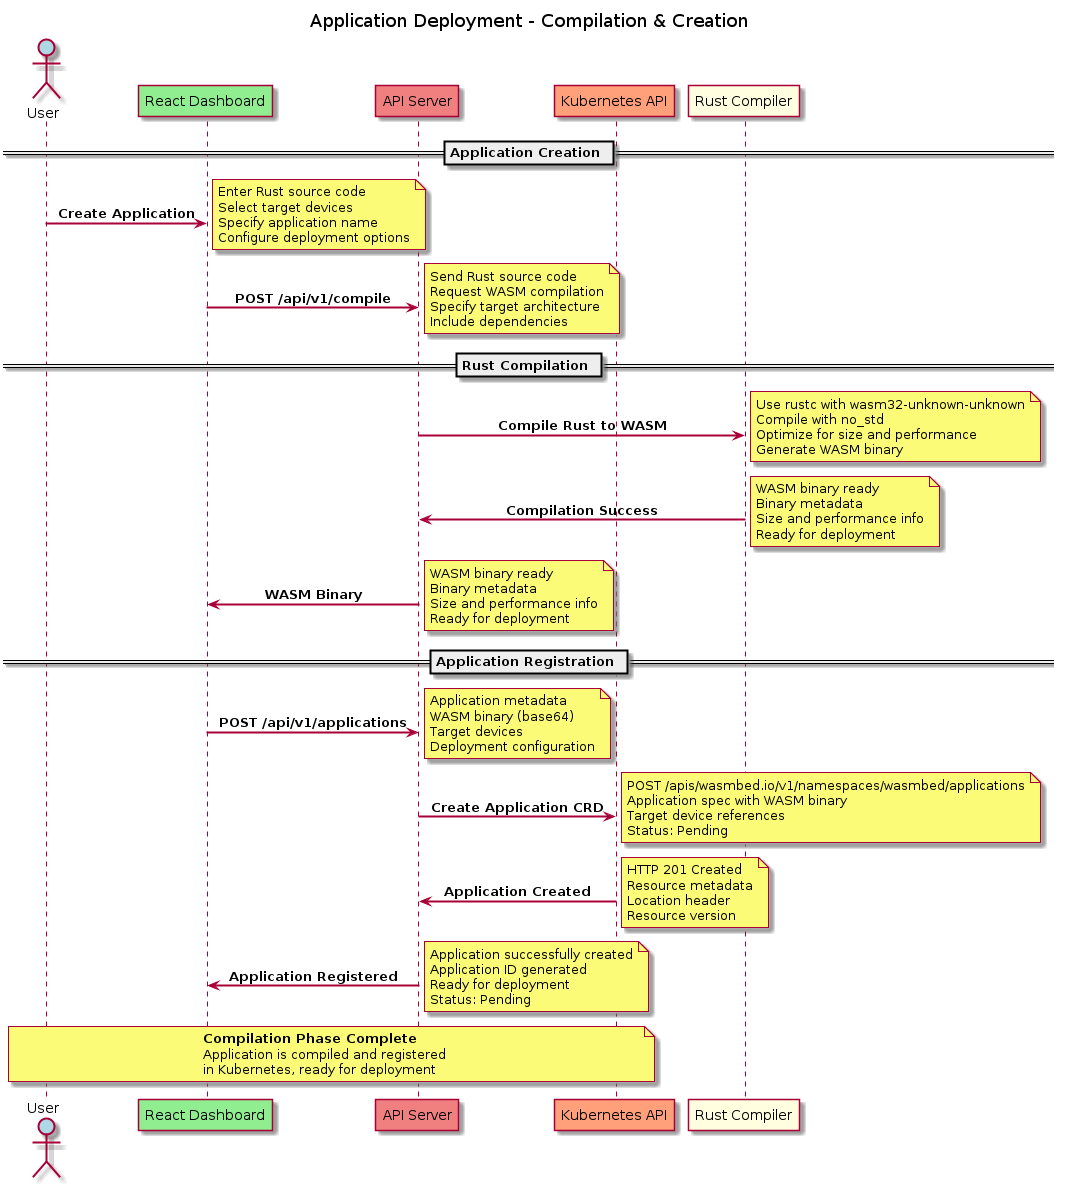 Application Deployment - Compilation & Creation
User
React Dashboard
API Server
Kubernetes API
Rust Compiler
Application Creation
Create Application
Enter Rust source code
Select target devices
Specify application name
Configure deployment options
POST /api/v1/compile
Send Rust source code
Request WASM compilation
Specify target architecture
Include dependencies
Rust Compilation
Compile Rust to WASM
Use rustc with wasm32-unknown-unknown
Compile with no_std
Optimize for size and performance
Generate WASM binary
Compilation Success
WASM binary ready
Binary metadata
Size and performance info
Ready for deployment
WASM Binary
WASM binary ready
Binary metadata
Size and performance info
Ready for deployment
Application Registration
POST /api/v1/applications
Application metadata
WASM binary (base64)
Target devices
Deployment configuration
Create Application CRD
POST /apis/wasmbed.io/v1/namespaces/wasmbed/applications
Application spec with WASM binary
Target device references
Status: Pending
Application Created
HTTP 201 Created
Resource metadata
Location header
Resource version
Application Registered
Application successfully created
Application ID generated
Ready for deployment
Status: Pending
Compilation Phase Complete
Application is compiled and registered
in Kubernetes, ready for deployment
User
React Dashboard
API Server
Kubernetes API
Rust Compiler